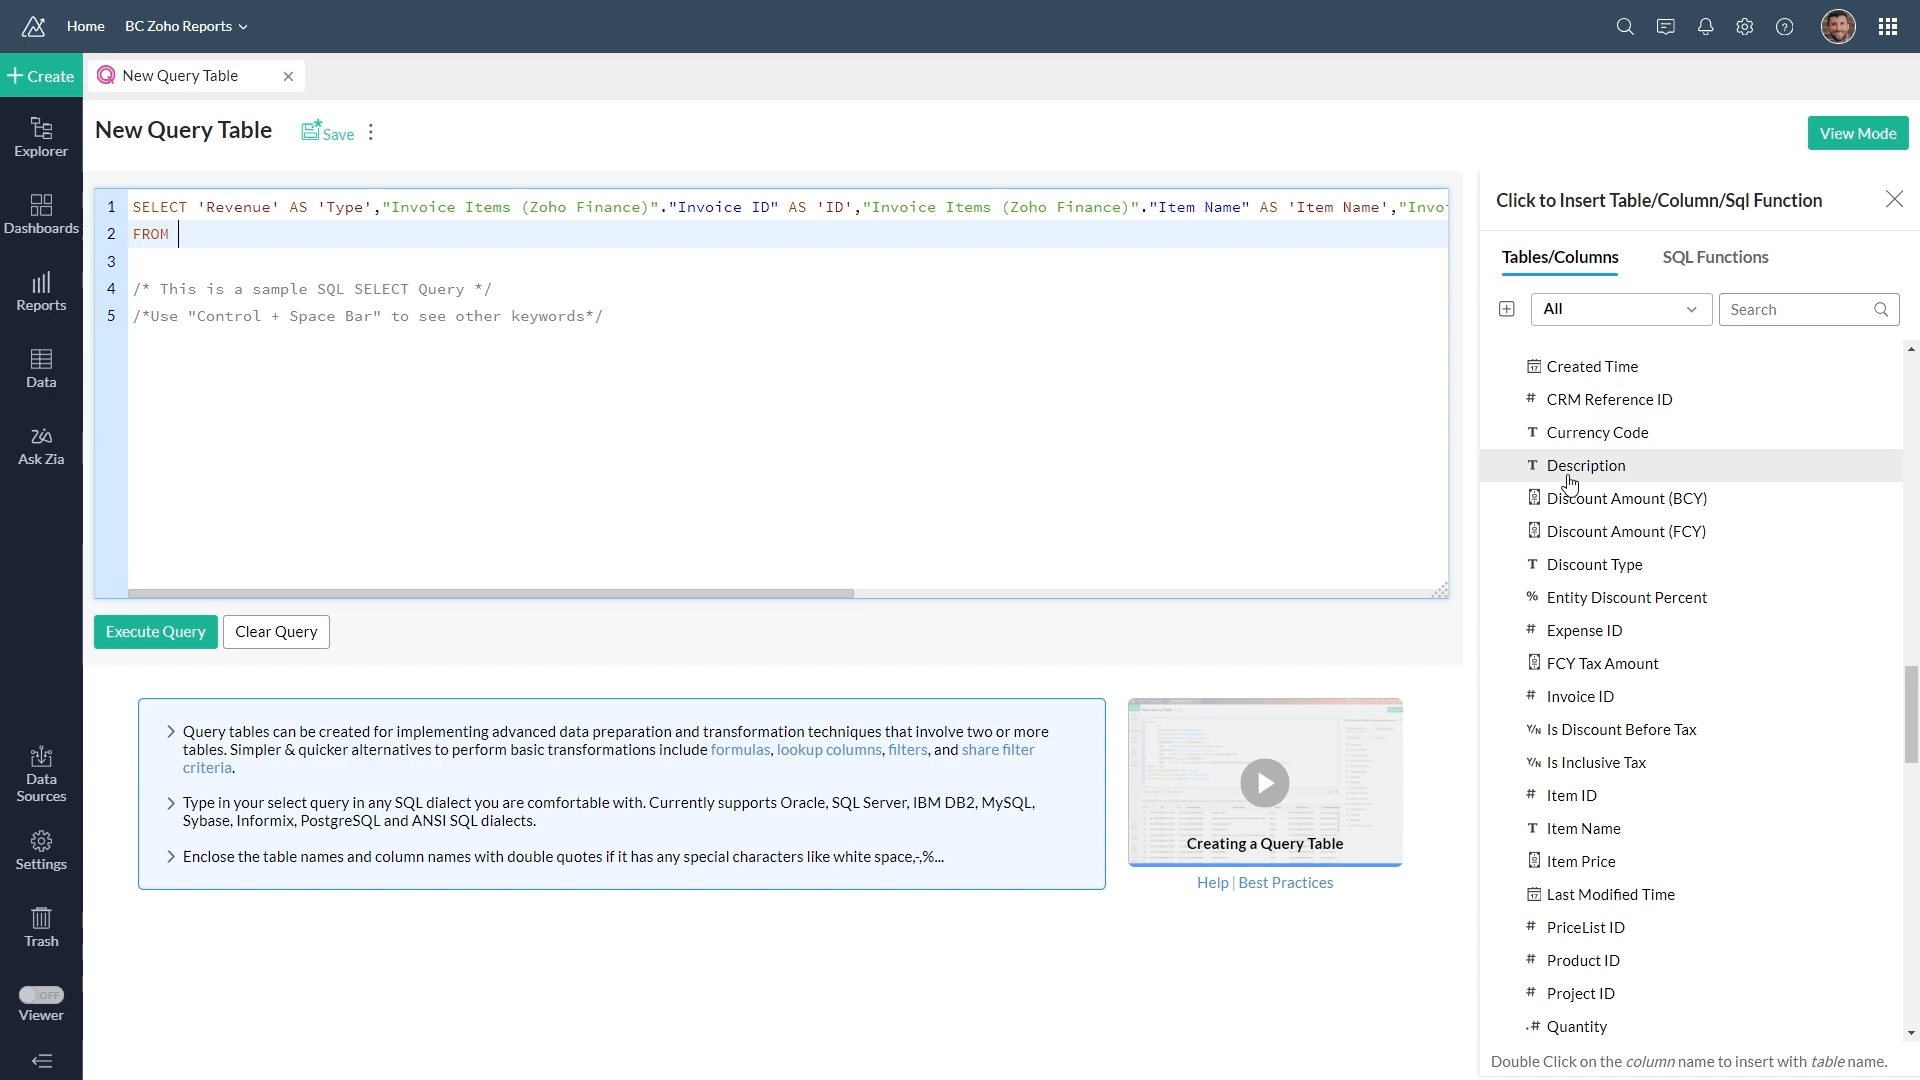 Home BC Zoho Reports
Create
New Query Table
New Query Table Save
View Mode
Explorer
Dashboards
Reports
Data
Ask Zia
Data Sources
Settings
Trash
OFF
Viewer
1 SELECT 'Revenue' AS 'Type',"Invoice Items (Zoho Finance)"."Invoice ID" AS 'ID',"Invoice Items (Zoho Finance)"."Item Name" AS 'Item Name',"Invo
2 FROM
3
4 /* This is a sample SQL SELECT Query */
5 /*Use "Control + Space Bar" to see other keywords*/
Execute Query Clear Query
Query tables can be created for implementing advanced data preparation and transformation techniques that involve two or more
tables. Simpler & quicker alternatives to perform basic transformations include formulas, lookup columns, filters, and share filter
criteria.
Type in your select query in any SQL dialect you are comfortable with. Currently supports Oracle, SQL Server, IBM DB2, MySQL,
Sybase, Informix, PostgreSQL and ANSI SQL dialects.
Enclose the table names and column names with double quotes if it has any special characters like white space,-,%...
Creating a Query Table
Help | Best Practices
Click to Insert Table/Column/Sql Function
Tables/Columns SQL Functions
All Search
Created Time
# CRM Reference ID
T Currency Code
T Description
Discount Amount (BCY)
Discount Amount (FCY)
T Discount Type
% Entity Discount Percent
# Expense ID
FCY Tax Amount
# Invoice ID
Y/N Is Discount Before Tax
Y/N Is Inclusive Tax
# Item ID
T Item Name
Item Price
Last Modified Time
# PriceList ID
# Product ID
# Project ID
.# Quantity
Double Click on the column name to insert with table name.